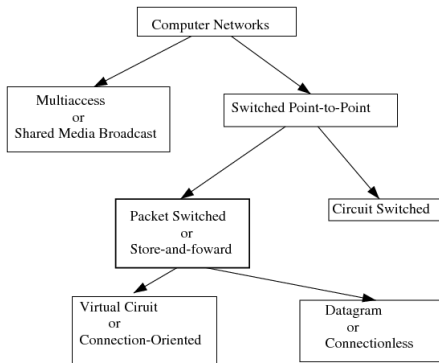 Computer Networks
Multiaccess
or
Shared Media Broadcast
Switched Point-to-Point
Packet Switched
or
Store-and-foward
Circuit Switched
Virtual Ciruit
or
Connection-Oriented
Datagram
or
Connectionless